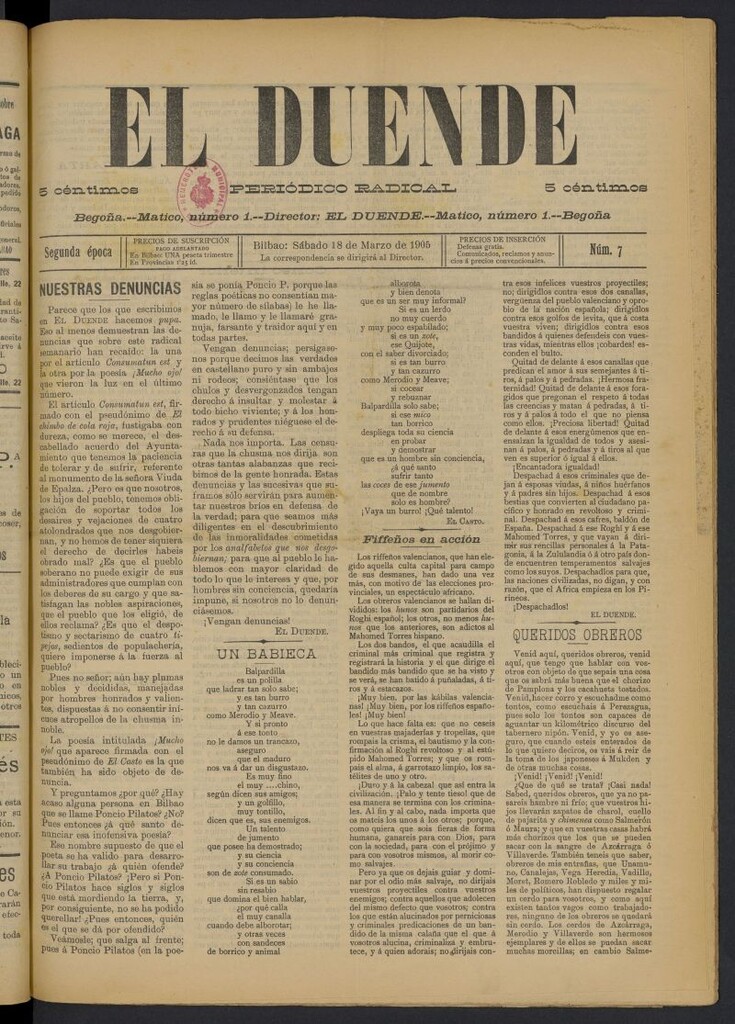 EL DUENDE
5 céntimos
PERIÓDICO RADICAL
5 céntimos
Begoña.--Matico, número 1.--Director: EL DUENDE.--Matico, número 1.--Begoña
Segunda época
PRECIOS DE SUSCRIPCIÓN
PAGO ADELANTADO
En Bilbao: UNA peseta trimestre
En Provincias 1'25 id.
Bilbao: Sábado 18 de Marzo de 1905
La correspondencia se dirigirá al Director.
PRECIOS DE INSERCIÓN
Defensa gratis.
Comunicados, reclamos y anun-
cios á precios convencionales.
Núm. 7
NUESTRAS DENUNCIAS
Parece que los que escribimos
en EL DUENDE hacemos pupa.
Eso al menos demuestran las de-
nuncias que sobre este radical
semanario han recaído: la una
por el artículo Consumatun est y
la otra por la poesía ¡Mucho ojo!
que vieron la luz en el último
número.
El artículo Consumatun est, fir-
mado con el pseudónimo de El
chimbo de cola roja, fustigaba con
dureza, como se merece, el des-
cabellado acuerdo del Ayunta-
miento que tenemos la paciencia
de tolerar y de sufrir, referente
al monumento de la señora Viuda
de Epalza. ¿Pero es que nosotros,
los hijos del pueblo, tenemos obli-
gación de soportar todos los
desaires y vejaciones de cuatro
atolondrados que nos desgobier-
nan, y no hemos de tener siquiera
el derecho de decirles habeis
obrado mal? ¿Es que el pueblo
soberano no puede exigir de sus
administradores que cumplan con
los deberes de su cargo y que sa-
tisfagan las nobles aspiraciones,
que el pueblo que los eligió, de
ellos reclama? ¿Es que el despo-
tismo y sectarismo de cuatro ti-
pejos, sedientos de populachería,
quiere imponerse á la fuerza al
pueblo?
Pues no señor; aún hay plumas
nobles y decididas, manejadas
por hombres honrados y valien-
tes, dispuestas á no consentir ini-
cuos atropellos de la chusma in-
noble.
La poesía intitulada ¡Mucho
ojo! que aparece firmada con el
pseudónimo de El Casto es la que
también ha sido objeto de de-
nuncia.
Y preguntamos ¿por qué? ¿Hay
acaso alguna persona en Bilbao
que se llame Poncio Pilatos? ¿No?
Pues entonces ¿á qué santo de-
nunciar esa inofensiva poesía?
Ese nombre supuesto de que el
poeta se ha valido para desarro-
llar su trabajo ¿á quién ofende?
¿A Poncio Pilatos? ¡Pero si Pon-
cio Pilatos hace siglos y siglos
que está mordiendo la tierra, y,
por consiguiente, no se ha podido
querellar! ¿Pues entonces, quién
es el que se dá por ofendido?
Veámosle; que salga al frente;
pues á Poncio Pilatos (en la poe-
sía se ponía Poncio P. porque las
reglas poéticas no consentían ma-
yor número de sílabas) le he lla-
mado, le llamo y le llamaré gra-
nuja, farsante y traidor aquí y en
todas partes.
Vengan denuncias; persígase-
nos porque decimos las verdades
en castellano puro y sin ambajes
ni rodeos; consiéntase que los
chulos y desvergonzados tengan
derecho á insultar y molestar á
todo bicho viviente; y á los hon-
rados y prudentes niéguese el de-
recho á su defensa.
Nada nos importa. Las censu-
ras que la chusma nos dirija son
otras tantas alabanzas que reci-
bimos de la gente honrada. Estas
denuncias y las sucesivas que su-
framos sólo servirán para aumen-
tar nuestros bríos en defensa de
la verdad; para que seamos más
diligentes en el descubrimiento
de las inmoralidades cometidas
por los analfabetos que nos desgo-
biernan, para que al pueblo le ha-
blemos con mayor claridad de
todo lo que le interesa y que, por
hombres sin conciencia, quedaría
impune, si nosotros no lo denun-
ciásemos.
¡Vengan denuncias!
EL DUENDE.
UN BABIECA
Balpardilla
es un polilla
que ladrar tan solo sabe;
y es tan burro
y tan cazurro
como Merodio y Meave.
Y si pronto
á ese tonto
no le damos un trancazo,
aseguro
que el maduro
nos va á dar un disgustazo.
Es muy fino
el muy ....chino,
según dicen sus amigos;
y un golfillo,
muy tontillo,
dicen que es, sus enemigos.
Un talento
de jumento
que posee ha demostrado;
y su ciencia
y su conciencia
son de zote consumado.
Si es un sabio
sin resabio
que domina el bien hablar,
¿por qué calla
el muy canalla
cuando debe alborotar;
y otras veces
con sandeces
de borrico y animal
alborota
y bien denota
que es un ser muy informal?
Si es un lerdo
no muy cuerdo
y muy poco espabilado;
si es un zote,
ese Quijote,
con el saber divorciado;
si es tan burro
y tan cazurro
como Merodio y Meave;
si cocear
y rebuznar
Balpardilla solo sabe;
si ese mico
tan borrico
despliega toda su ciencia
en probar
y demostrar
que es un hombre sin conciencia,
¿á qué santo
sufrir tanto
las coces de ese jumento
que de nombre
solo es hombre?
¡Vaya un burro! ¡Qué talento!
EL CASTO.
Riffeños en acción
Los riffeños valencianos, que han ele-
gido aquella culta capital para campo
de sus desmanes, han dado una vez
más, con motivo de las elecciones provin-
ciales, un espectáculo africano.
Los obreros valencianos se hallan di-
vididos: los hunos son partidarios del
Roghi español; los otros, no menos hu-
nos que los anteriores, son adictos al
Mahomed Torres hispano.
Los dos bandos, el que acaudilla el
criminal más criminal que registra y
registrará la historia y el que dirige el
bandido más bandido que se ha visto y
se verá, se han batido á puñaladas, á ti-
ros y á estacazos.
¡Muy bien, por las kábilas valencia-
nas! ¡Muy bien, por los riffeños españo-
les! ¡Muy bien!
Lo que hace falta es: que no ceseis
en vuestras majaderías y tropelías, que
rompais la crisma, el bautismo y la con-
firmación al Roghi revoltoso y al estú-
pido Mahomed Torres; y que os rom-
pais el alma, á garrotazo limpio, los sa-
télites de uno y otro.
¡Duro y á la cabeza! que así entra la
civilización. ¡Palo y tente tieso! que de
esa manera se termina con los crimina-
les. Al fin y al cabo, nada importa que
os mateis los unos á los otros; porque,
como quiera que sois fieras de forma
humana, ganareis para con Dios, para
con la sociedad, para con el prójimo y
para con vosotros mismos, al morir co-
mo salvajes.
Pero ya que os dejais guiar y domi-
nar por el odio más salvaje, no dirijais
vuestros proyectiles contra vuestros
enemigos; contra aquellos que adolecen
del mismo defecto que vosotros; contra
los que están alucinados por perniciosas
y criminales predicaciones de un ban-
dido de la misma calaña que el que á
vosotros alucina, criminaliza y embru-
tece, y á quien adorais; no dirijais con-
tra esos infelices vuestros proyectiles;
no; dirigidlos contra esos dos canallas,
vergüenza del pueblo valenciano y opro-
bio de la nación española; dirigidlos
contra esos golfos de levita, que á costa
vuestra viven; dirigidlos contra esos
bandidos á quienes defendeis con vues-
tras vidas, mientras ellos ¡cobardes! es-
conden el bulto.
Quitad de delante á esos canallas que
predican el amor á sus semejantes á ti-
ros, á palos y á pedradas. ¡Hermosa fra-
ternidad! Quitad de delante á esos fora-
gidos que pregonan el respeto á todas
las creencias y matan á pedradas, á ti-
ros y á palos á todo el que no piensa
como ellos. ¡Preciosa libertad! Quitad
de delante á esos energúmenos que en-
salzan la igualdad de todos y asesi-
nan á palos, á pedradas y á tiros al que
ven es superior ó igual á ellos.
¡Encantadora igualdad!
Despachad á esos criminales que de-
jan á esposas viudas, á niños huérfanos
y á padres sin hijos. Despachad á esos
bestias que convierten al ciudadano pa-
cífico y honrado en revoltoso y crimi-
nal. Despachad á esos cafres, baldón de
España. Despachad á ese Roghi y á ese
Mahomed Torres, y que vayan á diri-
mir sus rencillas personales á la Pata-
gonia, á la Zululandia ó á otro país don-
de encuentren temperamentos salvajes
como los suyos. Despachadlos para que,
las naciones civilizadas, no digan, y con
razón, que el Africa empieza en los Pi-
rineos.
¡Despachadlos!
EL DUENDE.
QUERIDOS OBREROS
Venid aquí, queridos obreros, venid
aquí, que tengo que hablar con vos-
otros con objeto de que sepais una cosa
que os sabrá más buena que el chorizo
de Pamplona y los cacahuets tostados.
Venid, hacer corro y escuchadme como
tontos, como escuchais á Perezagua,
pues solo los tontos son capaces de
aguantar un kilométrico discurso del
tabernero nipón. Venid, y yo os ase-
guro, que cuando esteis enterados de
lo que quiero deciros, os vais á reir de
la toma de los japoneses á Mukden y
de otras muchas cosas.
¡Venid! ¡Venid! ¡Venid!
¿Que de qué se trata? ¡Casi nada!
Sabed, queridos obreros, que ya no pa-
sareis hambre ni frío; que vuestros hi-
jos llevarán zapatos de charol, cuello
de pajarita y chimenea como Salmerón
ó Maura; y que en vuestras casas habrá
más chorizos que los que se pueden
sacar con la sangre de Azcárraga ó
Villaverde. También teneis que saber,
obreros de mis entrañas, que Unamu-
no, Canalejas, Vega Heredia, Vadillo,
Moret, Romero Robledo y miles y mi-
les de políticos, han dispuesto regalar
un cerdo para vosotros, y como aquí
existen tantos vagos como trabajado-
res, ninguno de los obreros se quedará
sin cerdo. Los cerdos de Azcárraga,
Merodio y Villaverde son hermosos
ejemplares y de ellos se puedan sacar
muchas morcillas; en cambio Salme-